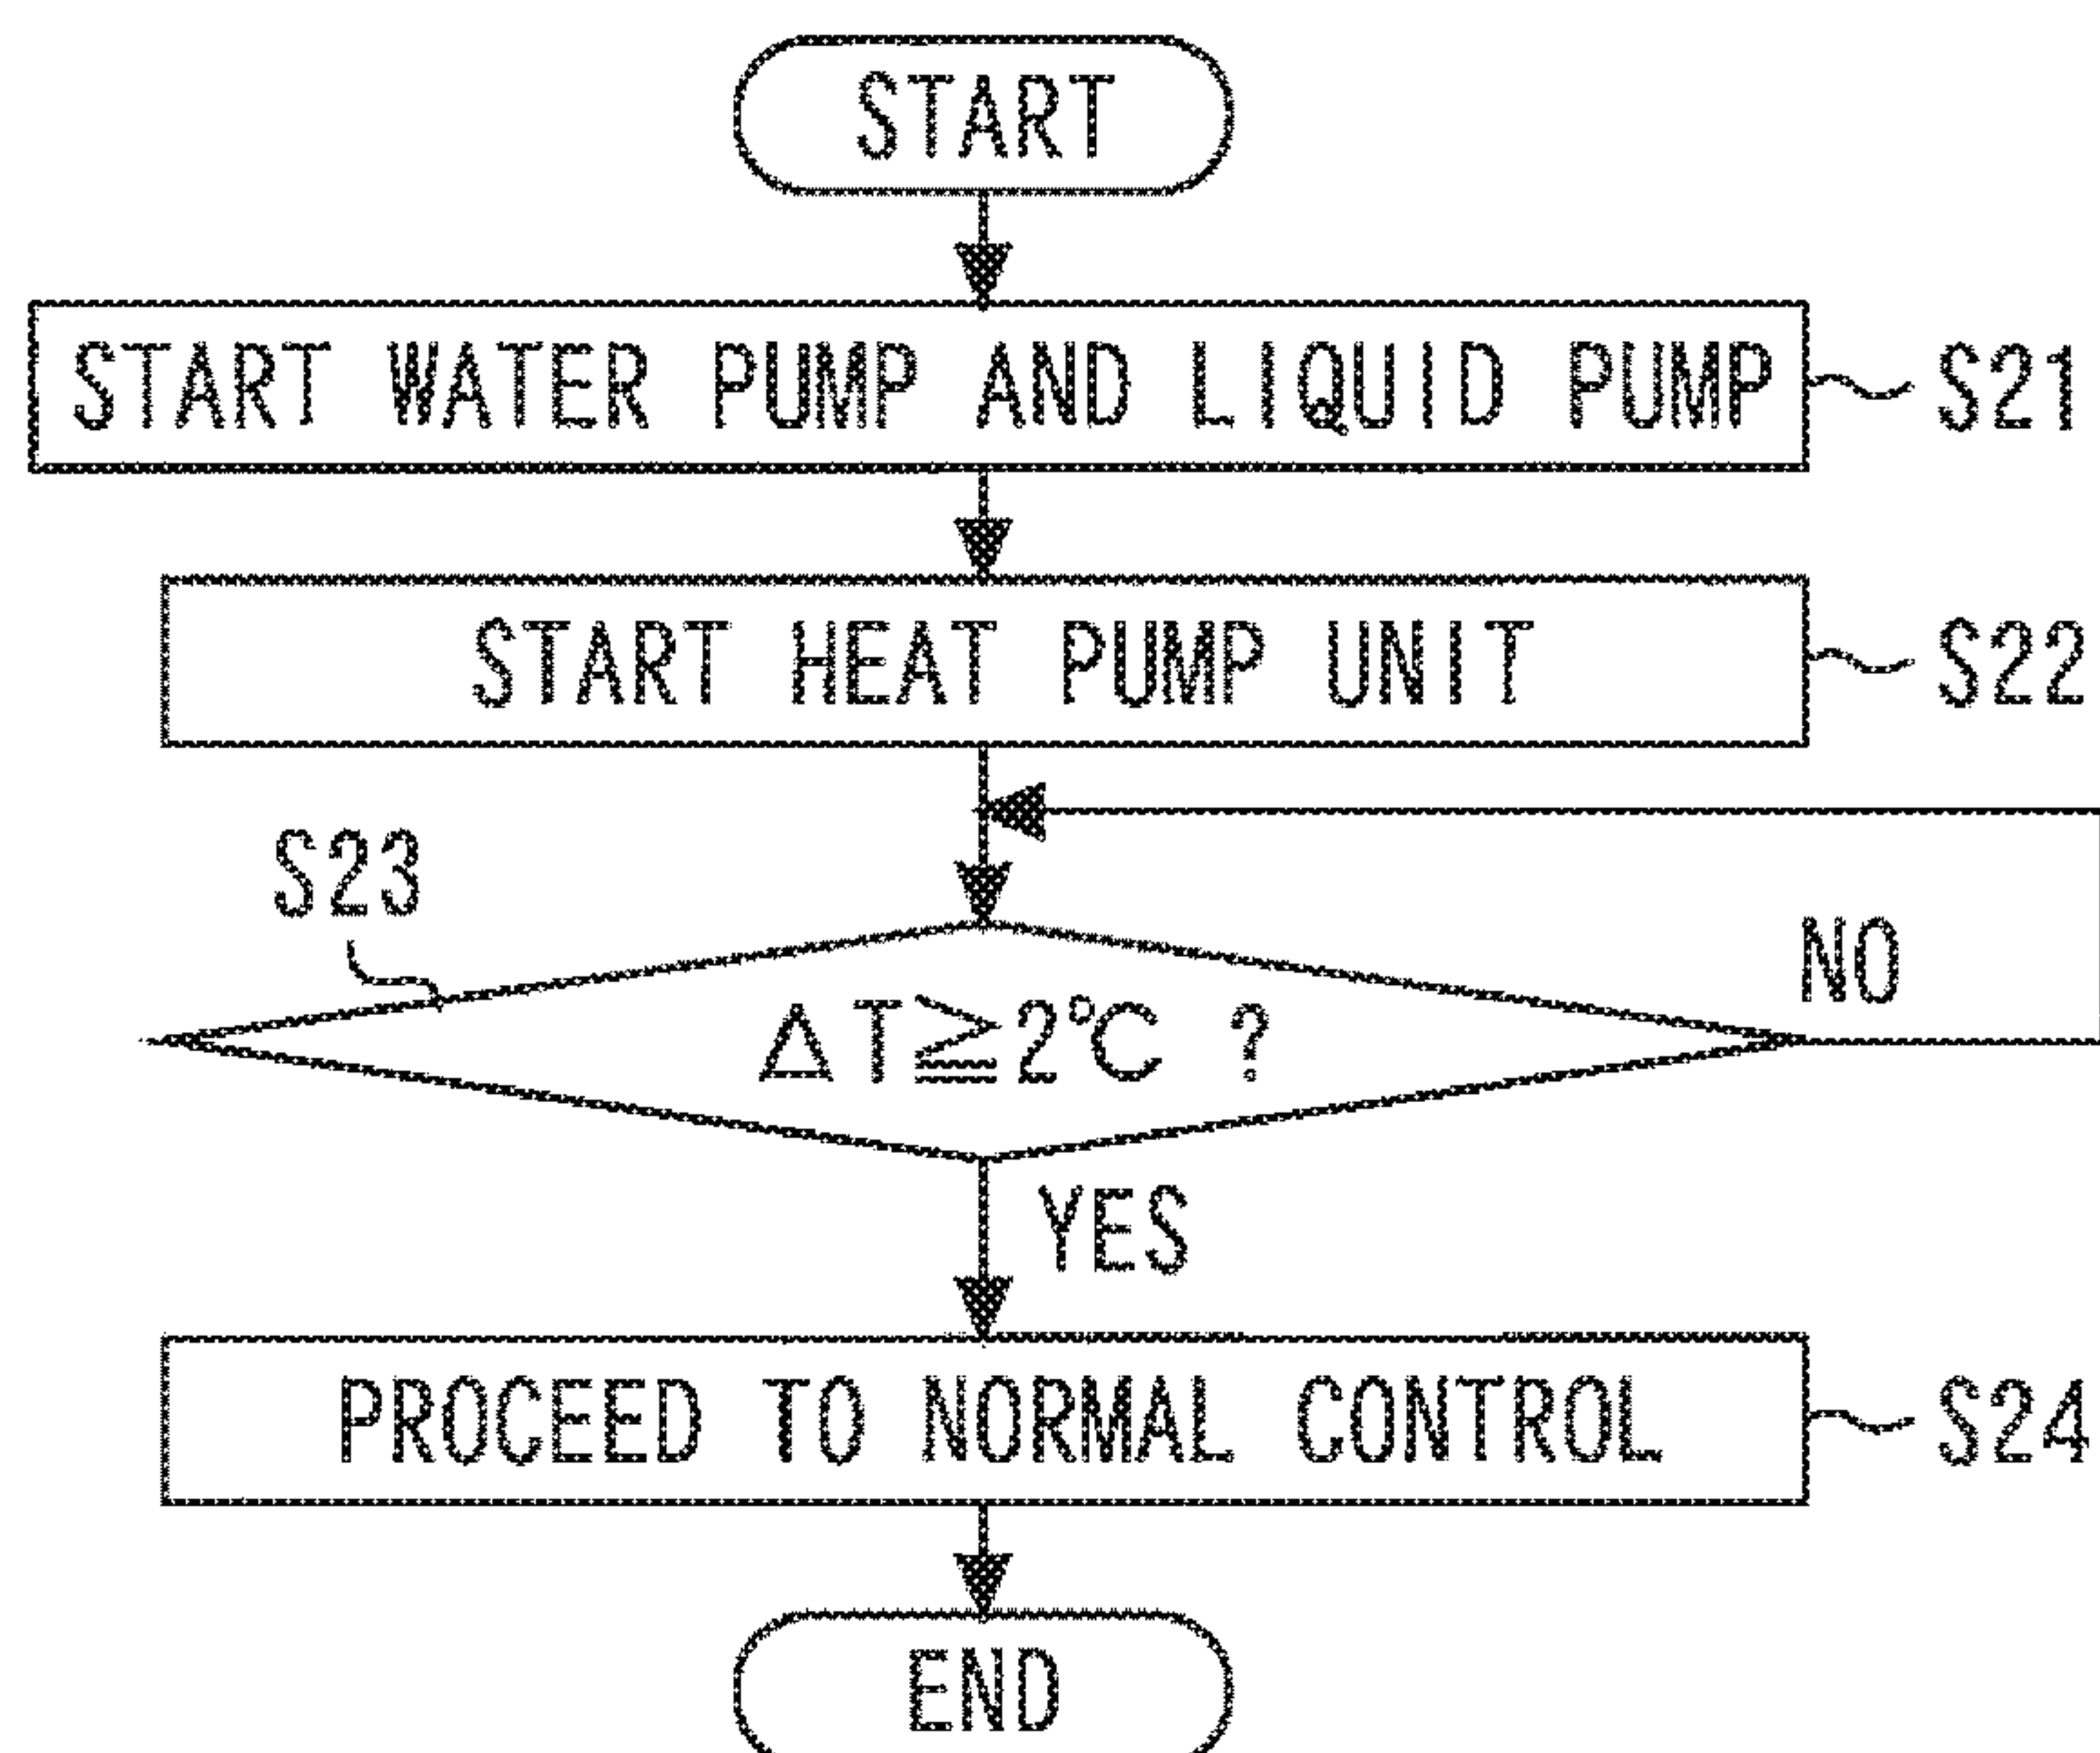 START
START WATER PUMP AND LIQUID PUMP
S21
START HEAT PUMP UNIT
S22
S23
NO
ΔT≧2℃ ?
YES
PROCEED TO NORMAL CONTROL
S24
END